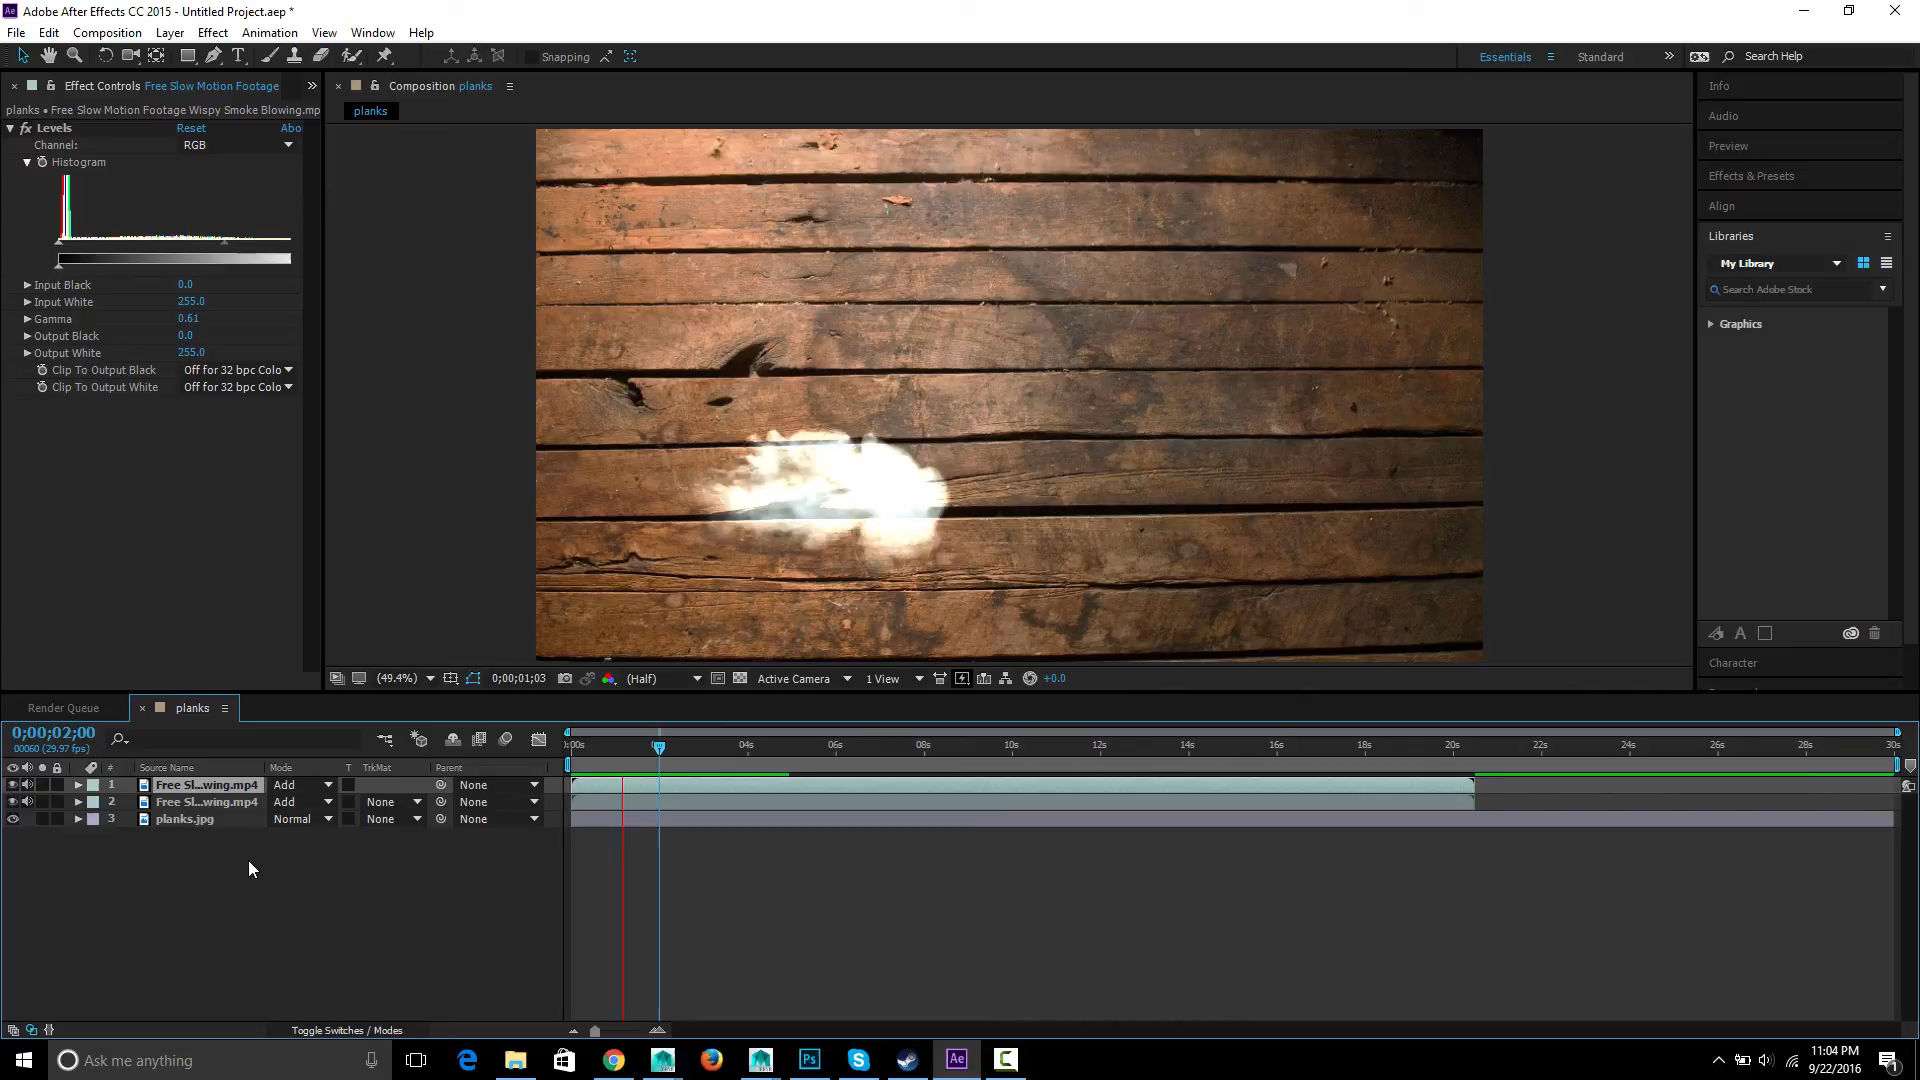 Ae Adobe After Effects CC 2015 - Untitled Project.aep *
File Edit Composition Layer Effect Animation View Window Help
T Snapping Essentials Standard Search Help
Effect Controls Free Slow Motion Footage
planks • Free Slow Motion Footage Wispy Smoke Blowing.mp
fx Levels Reset Abo
Channel: RGB
Histogram
Input Black 0.0
Input White 255.0
Gamma 0.61
Output Black 0.0
Output White 255.0
Clip To Output Black Off for 32 bpc Colo
Clip To Output White Off for 32 bpc Colo
Composition planks
planks
(49.4%) 0;00;01;03 (Half) Active Camera 1 View +0.0
Info
Audio
Preview
Effects & Presets
Align
Libraries
My Library
Search Adobe Stock
Graphics
A
Character
Render Queue planks
0;00;02;00
00060 (29.97 fps)
:00s 04s 06s 08s 10s 12s 14s 16s 18s 20s 22s 24s 26s 28s 30s
# Source Name Mode T TrkMat Parent
1 Free Sl...wing.mp4 Add None
2 Free Sl...wing.mp4 Add None None
3 planks.jpg Normal None None
Toggle Switches / Modes
Ask me anything
Ps Ae
11:04 PM
9/22/2016
1